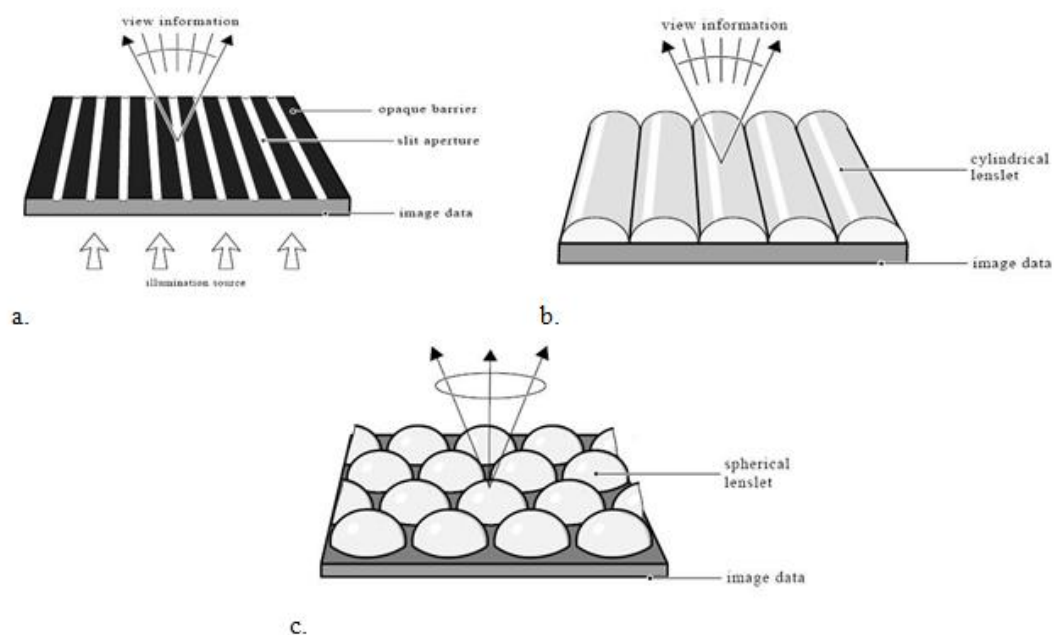 view information
opaque barrier
slit aperture
image data
illumination source
a.
view information
cylindrical
lenslet
image data
b.
spherical
lenslet
image data
c.